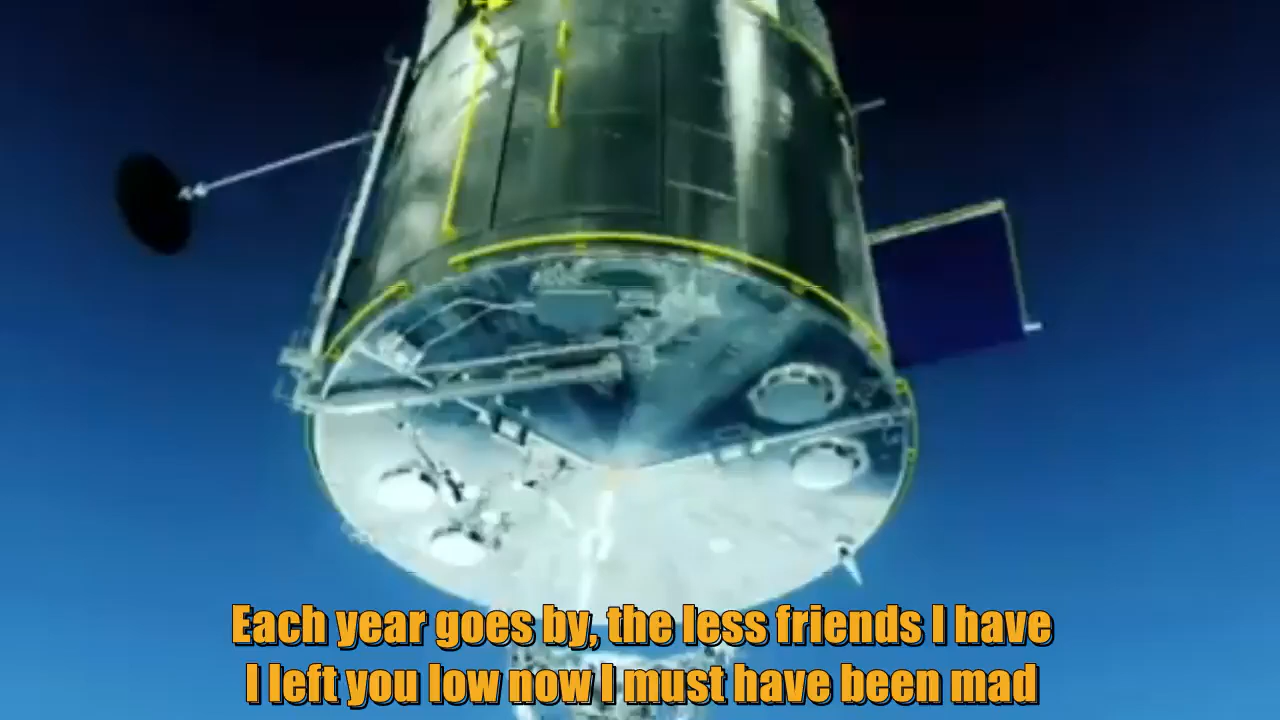 Each year goes by, the less friends I have
I left you low now I must have been mad